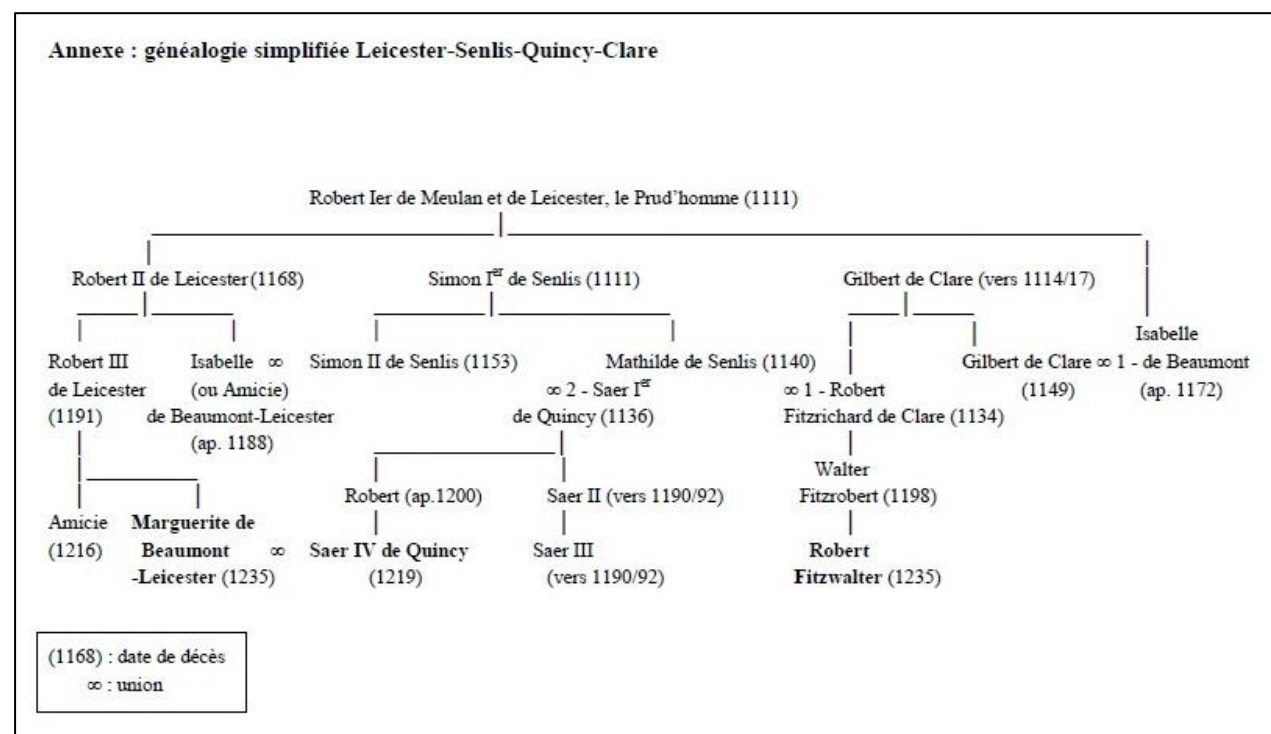 Annexe : généalogie simplifiée Leicester-Senlis-Quincy-Clare
Robert Ier de Meulan et de Leicester, le Prud’homme (1111)
Robert II de Leicester (1168) Simon Ier de Senlis (1111) Gilbert de Clare (vers 1114/17)
Isabelle
Robert III Isabelle ∞ Simon II de Senlis (1153) Mathilde de Senlis (1140) Gilbert de Clare ∞ 1 - de Beaumont
de Leicester (ou Amicie) ∞ 2 - Saer Ier ∞ 1 - Robert (1149) (ap. 1172)
(1191) de Beaumont-Leicester de Quincy (1136) Fitzrichard de Clare (1134)
(ap. 1188)
Walter
Robert (ap.1200) Saer II (vers 1190/92) Fitzrobert (1198)
Amicie Marguerite de
(1216) Beaumont ∞ Saer IV de Quincy Saer III Robert
-Leicester (1235) (1219) (vers 1190/92) Fitzwalter (1235)
(1168) : date de décès
∞ : union